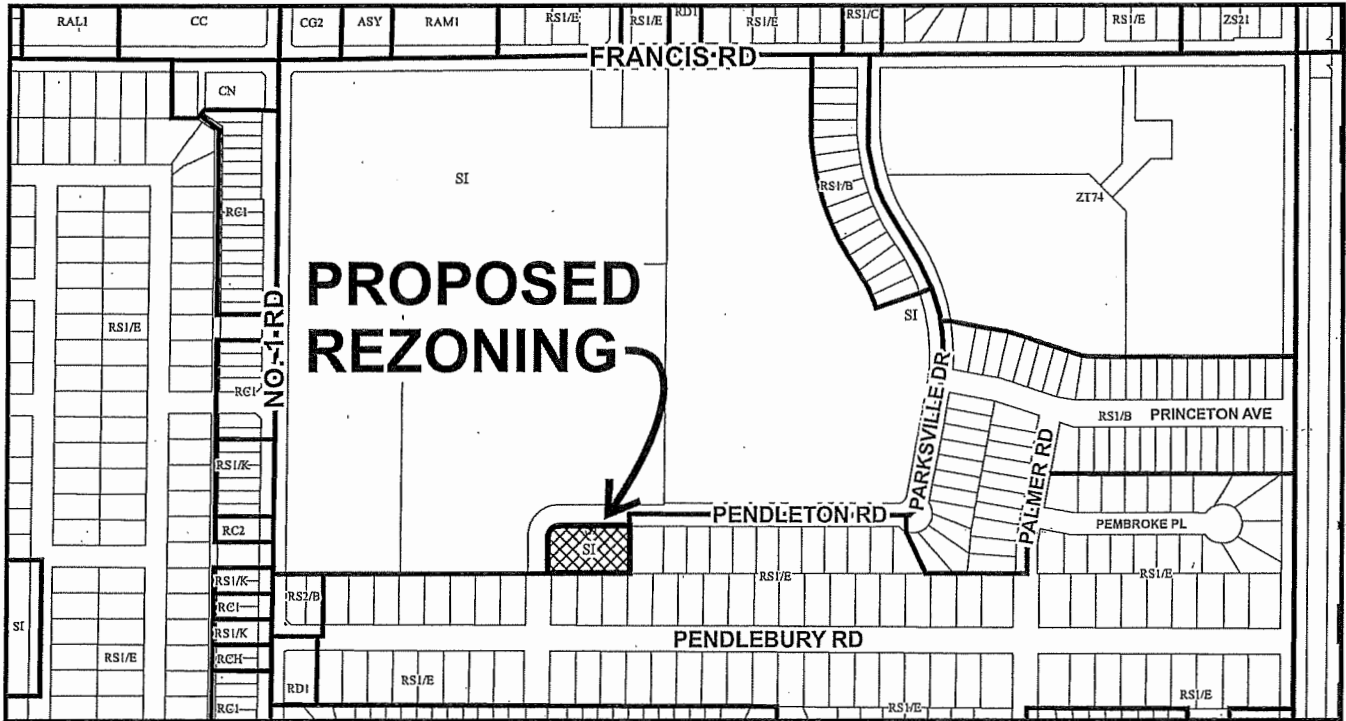 RAL1
CC
CG2
ASY
RAM1
RS1/E
RS1/E
RD1
RS1/E
RS1/C
RS1/E
ZS21
FRANCIS RD
CN
SI
RS1/B
ZT74
RC1
PROPOSED
REZONING
NO. 1 RD
RS1/E
SI
RC1
PARKSVILLE DR
RS1/B
PRINCETON AVE
PALMER RD
RS1/K
PENDLETON RD
PEMBROKE PL
RC2
SI
RS1/E
RS1/E
RS1/K
RS2/B
RC1
SI
RS1/K
PENDLEBURY RD
RS1/E
RCH
RD1
RS1/E
RS1/E
RC1
RS1/E